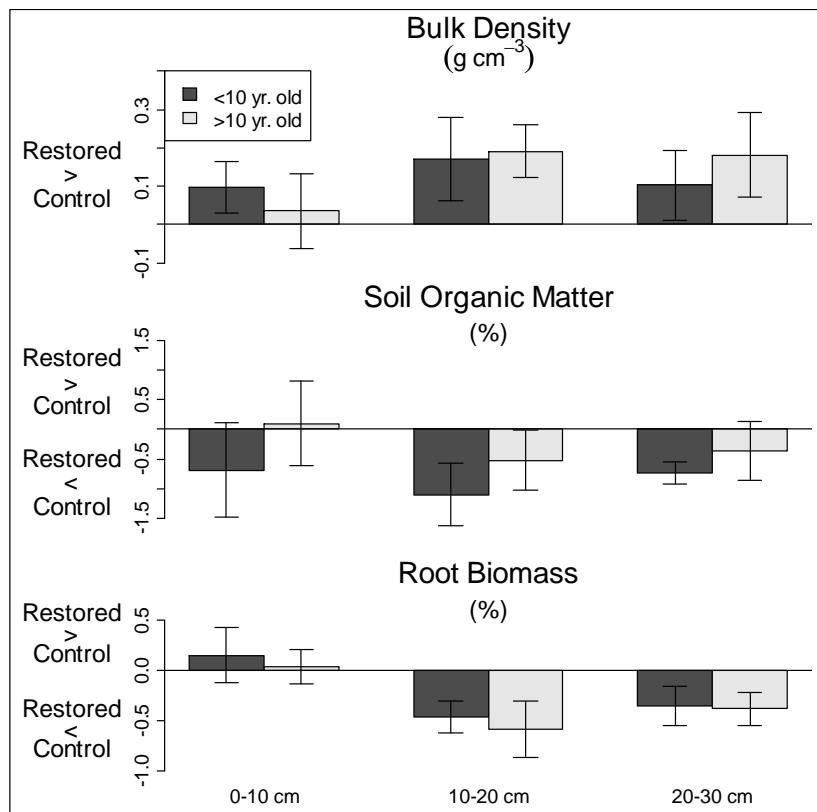 Bulk Density
(g cm⁻³)
<10 yr. old
>10 yr. old
0.3
0.1
-0.1
Restored
>
Control
Soil Organic Matter
(%)
1.5
0.5
-0.5
-1.5
Restored
>
Control
Restored
<
Control
Root Biomass
(%)
0.5
0.0
-0.5
-1.0
Restored
>
Control
Restored
<
Control
0-10 cm
10-20 cm
20-30 cm